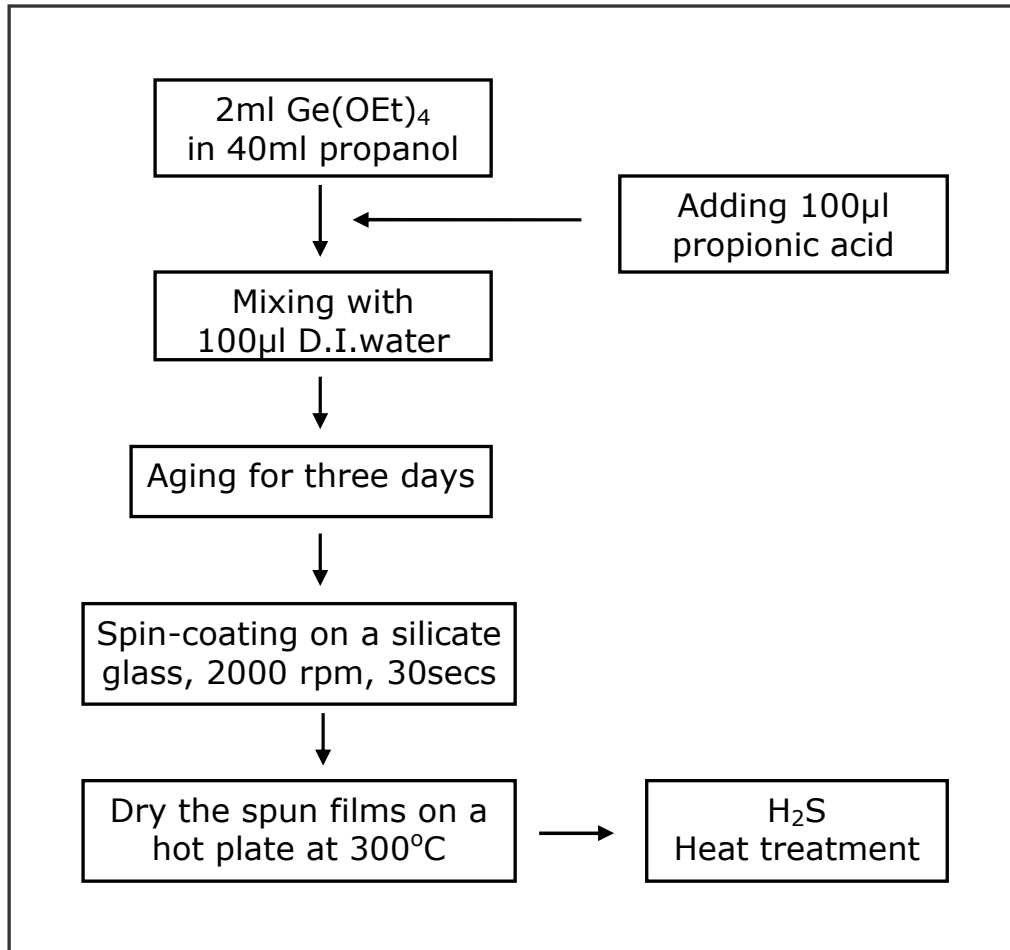 2ml Ge(OEt)₄
in 40ml propanol
Adding 100µl
propionic acid
Mixing with
100µl D.I.water
Aging for three days
Spin-coating on a silicate
glass, 2000 rpm, 30secs
Dry the spun films on a
hot plate at 300°C
H₂S
Heat treatment